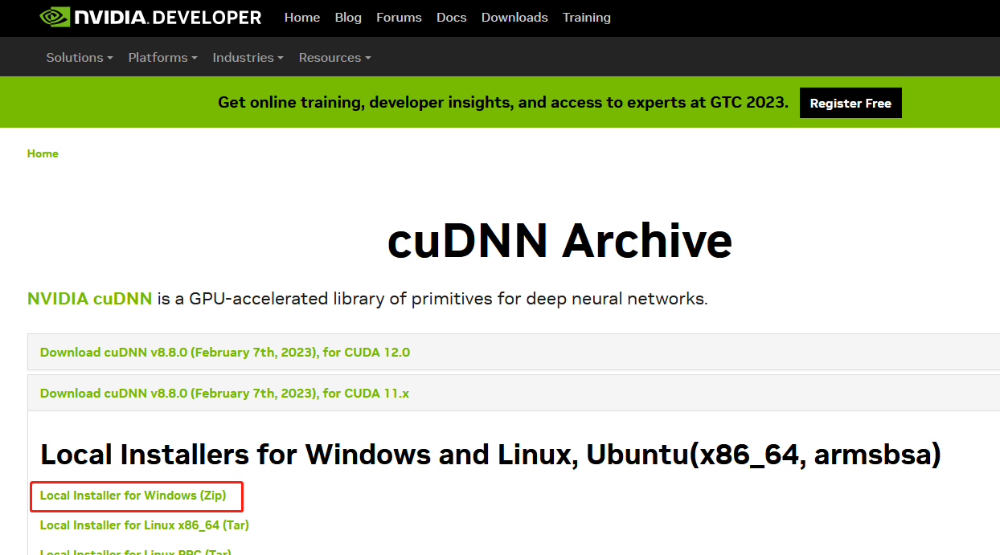 NVIDIA.DEVELOPER Home Blog Forums Docs Downloads Training
Solutions Platforms Industries Resources
Get online training, developer insights, and access to experts at GTC 2023. Register Free
Home
cuDNN Archive
NVIDIA cuDNN is a GPU-accelerated library of primitives for deep neural networks.
Download cuDNN v8.8.0 (February 7th, 2023), for CUDA 12.0
Download cuDNN v8.8.0 (February 7th, 2023), for CUDA 11.x
Local Installers for Windows and Linux, Ubuntu(x86_64, armsbsa)
Local Installer for Windows (Zip)
Local Installer for Linux x86_64 (Tar)
Local Installer for Linux PPC (Tar)